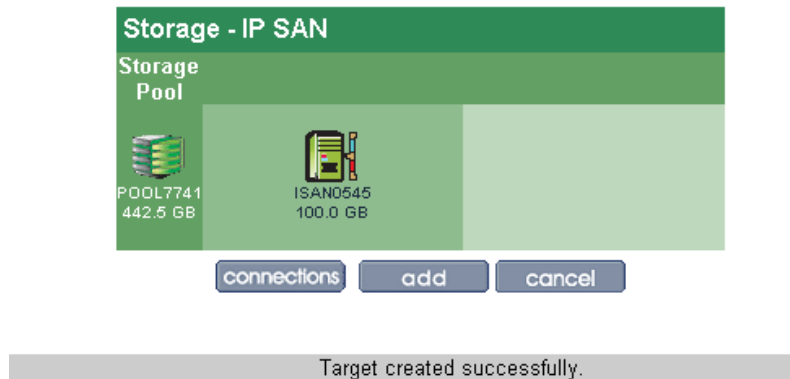 Storage - IP SAN
Storage
Pool
POOL7741
442.5 GB
ISAN0545
100.0 GB
connections
add
cancel
Target created successfully.